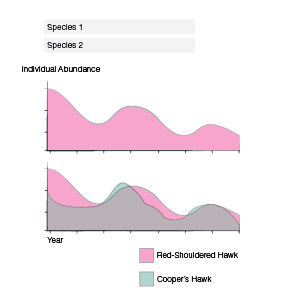 Species 1
Species 2
Individual Abundance
Year
Red-Shouldered Hawk
Cooper's Hawk